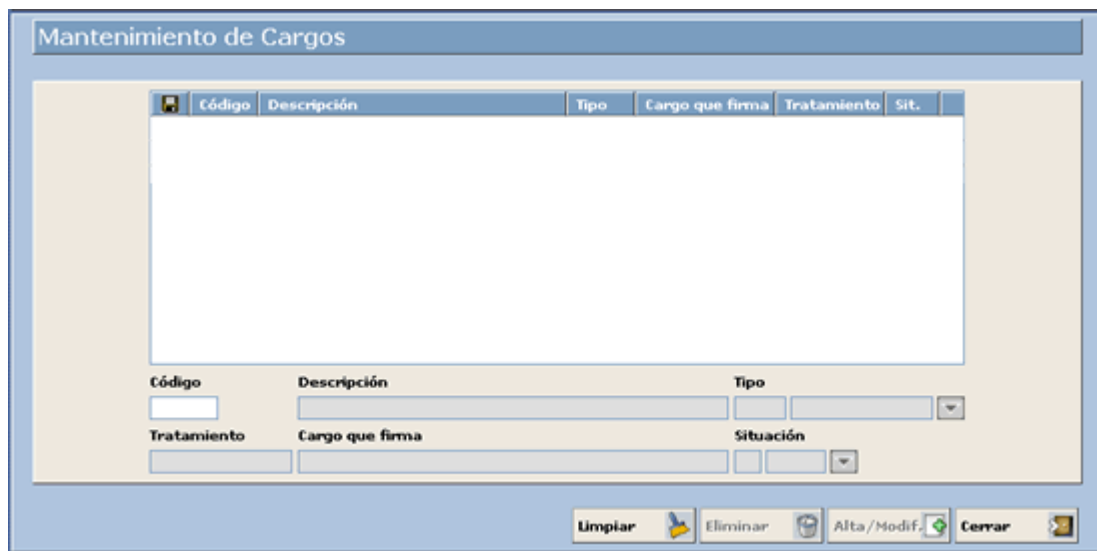 Mantenimiento de Cargos
Código Descripción Tipo Cargo que firma Tratamiento Sit.
Código Descripción Tipo
Tratamiento Cargo que firma Situación
Limpiar Eliminar Alta/Modif. Cerrar